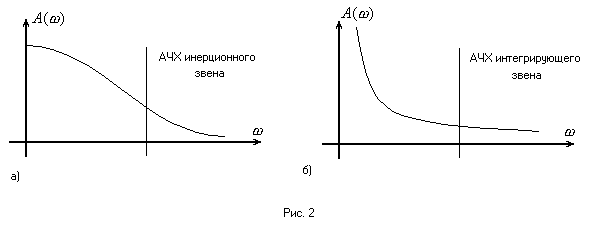 A(ω)
АЧХ инерционного
звена
ω
а)
A(ω)
АЧХ интегрирующего
звена
ω
б)
Рис. 2